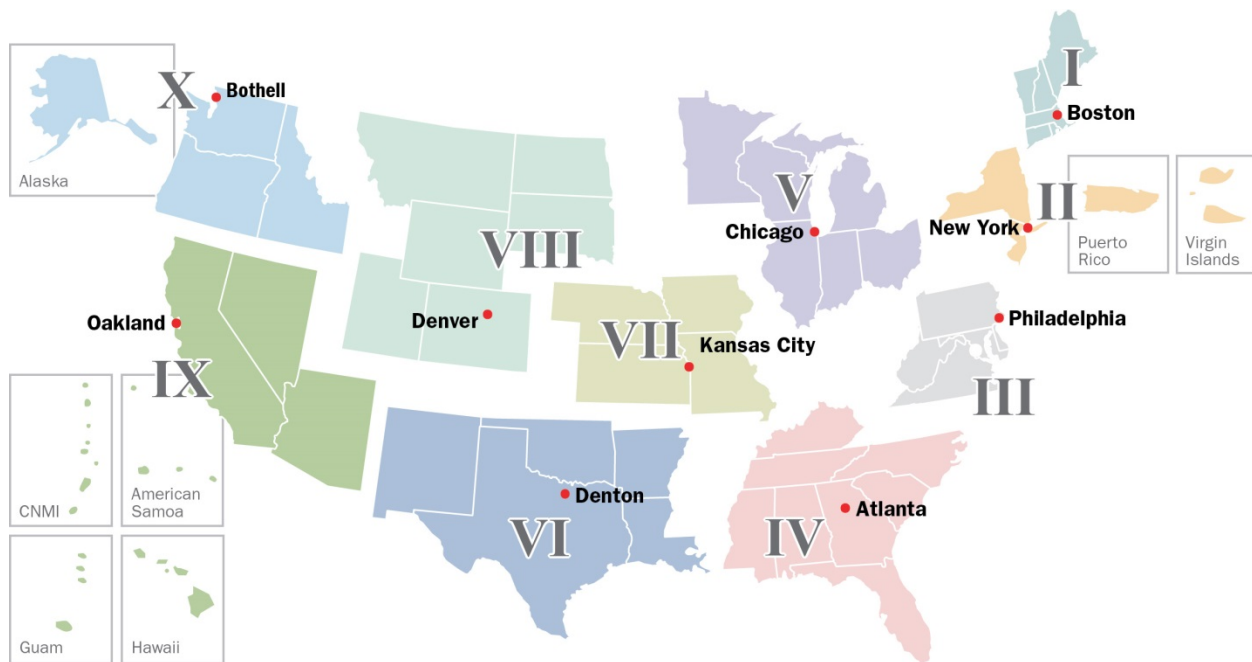 X
Bothell
Alaska
I
Boston
II
New York
Puerto
Rico
Virgin
Islands
V
Chicago
VIII
Denver
Oakland
IX
VII
Kansas City
Philadelphia
III
CNMI
American
Samoa
Guam
Hawaii
Denton
VI
IV
Atlanta